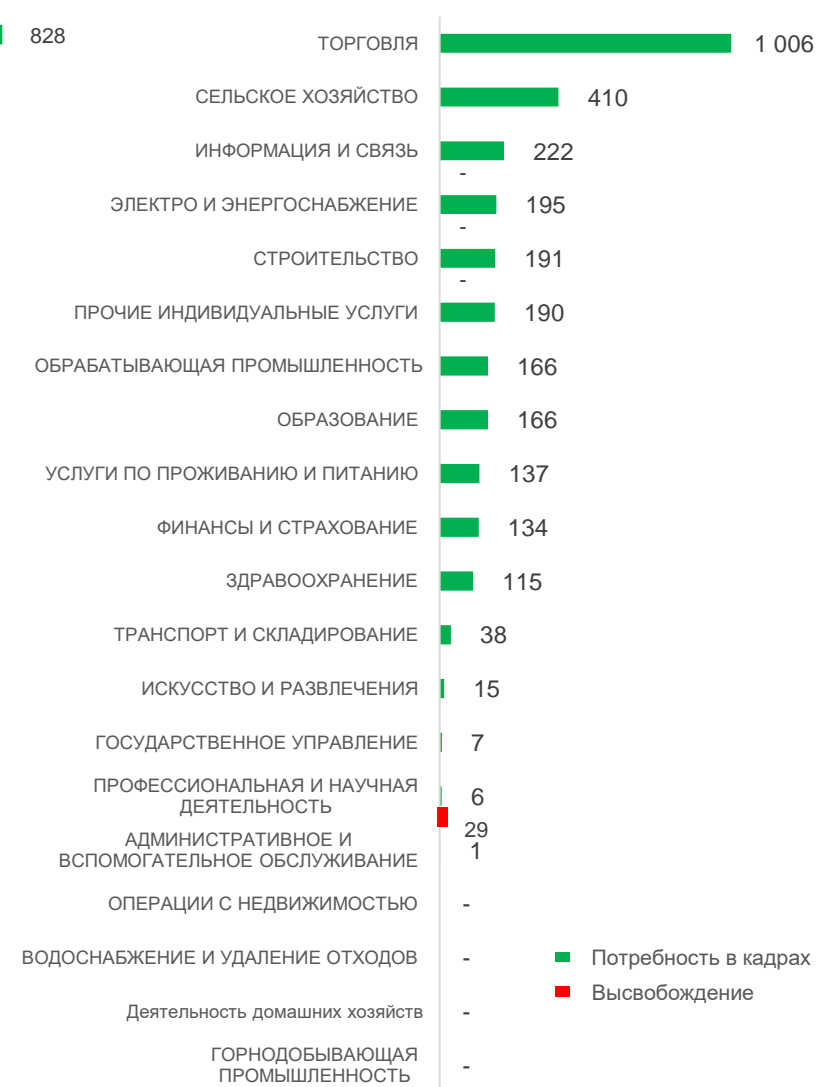 828
ТОРГОВЛЯ 1 006
СЕЛЬСКОЕ ХОЗЯЙСТВО 410
ИНФОРМАЦИЯ И СВЯЗЬ 222
-
ЭЛЕКТРО И ЭНЕРГОСНАБЖЕНИЕ 195
-
СТРОИТЕЛЬСТВО 191
-
ПРОЧИЕ ИНДИВИДУАЛЬНЫЕ УСЛУГИ 190
ОБРАБАТЫВАЮЩАЯ ПРОМЫШЛЕННОСТЬ 166
ОБРАЗОВАНИЕ 166
УСЛУГИ ПО ПРОЖИВАНИЮ И ПИТАНИЮ 137
ФИНАНСЫ И СТРАХОВАНИЕ 134
ЗДРАВООХРАНЕНИЕ 115
ТРАНСПОРТ И СКЛАДИРОВАНИЕ 38
ИСКУССТВО И РАЗВЛЕЧЕНИЯ 15
ГОСУДАРСТВЕННОЕ УПРАВЛЕНИЕ 7
ПРОФЕССИОНАЛЬНАЯ И НАУЧНАЯ
ДЕЯТЕЛЬНОСТЬ 6
29
АДМИНИСТРАТИВНОЕ И
ВСПОМОГАТЕЛЬНОЕ ОБСЛУЖИВАНИЕ 1
ОПЕРАЦИИ С НЕДВИЖИМОСТЬЮ -
ВОДОСНАБЖЕНИЕ И УДАЛЕНИЕ ОТХОДОВ -
Деятельность домашних хозяйств -
ГОРНОДОБЫВАЮЩАЯ
ПРОМЫШЛЕННОСТЬ -
Потребность в кадрах
Высвобождение